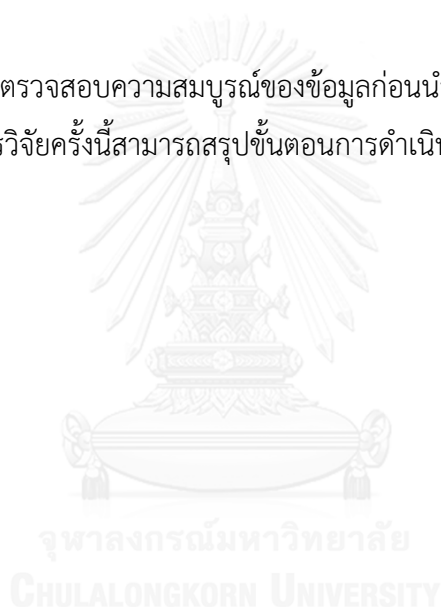 ตรวจสอบความสมบูรณ์ของข้อมูลก่อนนำ
วิจัยครั้งนี้สามารถสรุปขั้นตอนการดำเนิน
จุฬาลงกรณ์มหาวิทยาลัย
CHULALONGKORN UNIVERSITY